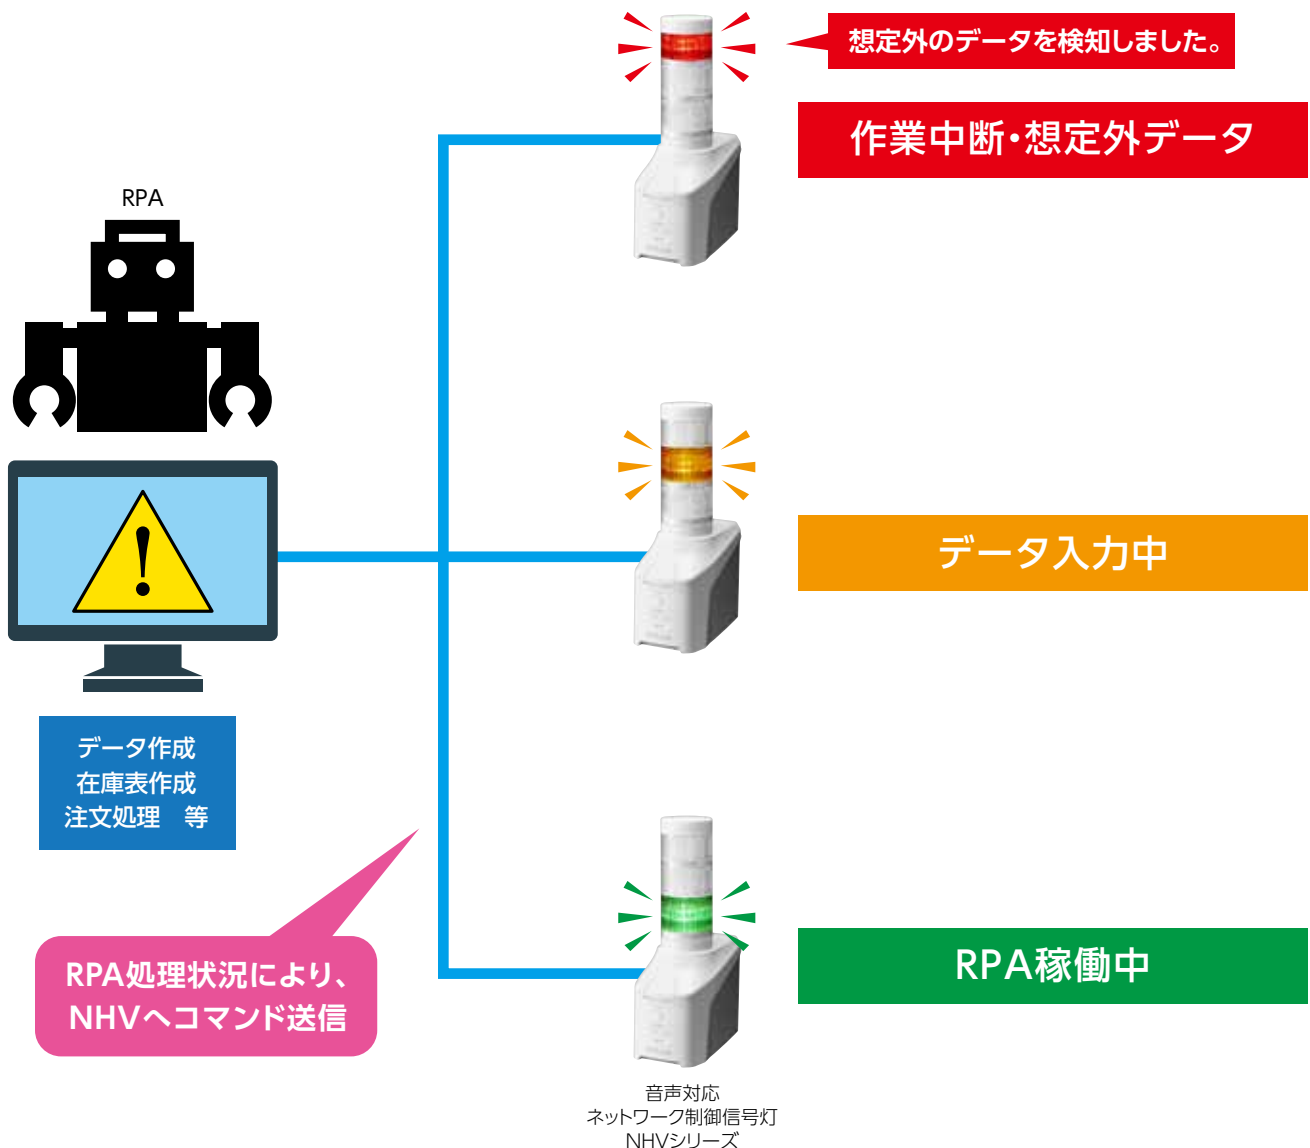 想定外のデータを検知しました。
作業中断・想定外データ
RPA
データ入力中
データ作成
在庫表作成
注文処理　等
RPA処理状況により、
NHVへコマンド送信
RPA稼働中
音声対応
ネットワーク制御信号灯
NHVシリーズ